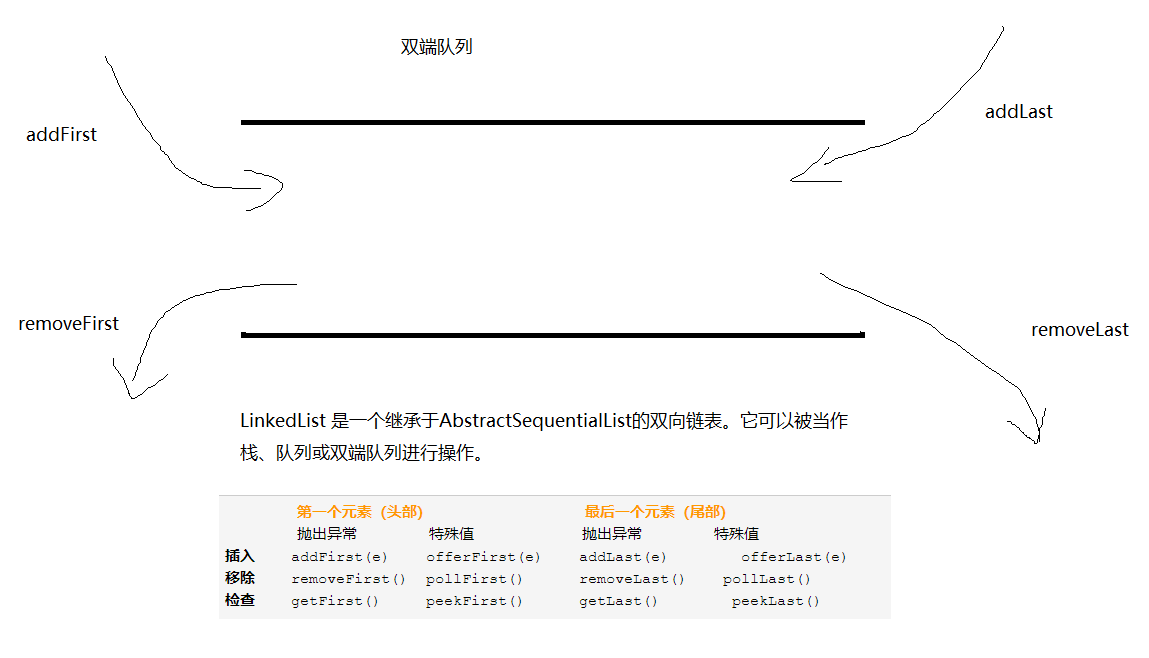 双端队列
addFirst
addLast
removeFirst
removeLast
LinkedList 是一个继承于AbstractSequentialList的双向链表。它可以被当作
栈、队列或双端队列进行操作。
第一个元素（头部） 最后一个元素（尾部）
抛出异常 特殊值 抛出异常 特殊值
插入 addFirst(e) offerFirst(e) addLast(e) offerLast(e)
移除 removeFirst() pollFirst() removeLast() pollLast()
检查 getFirst() peekFirst() getLast() peekLast()